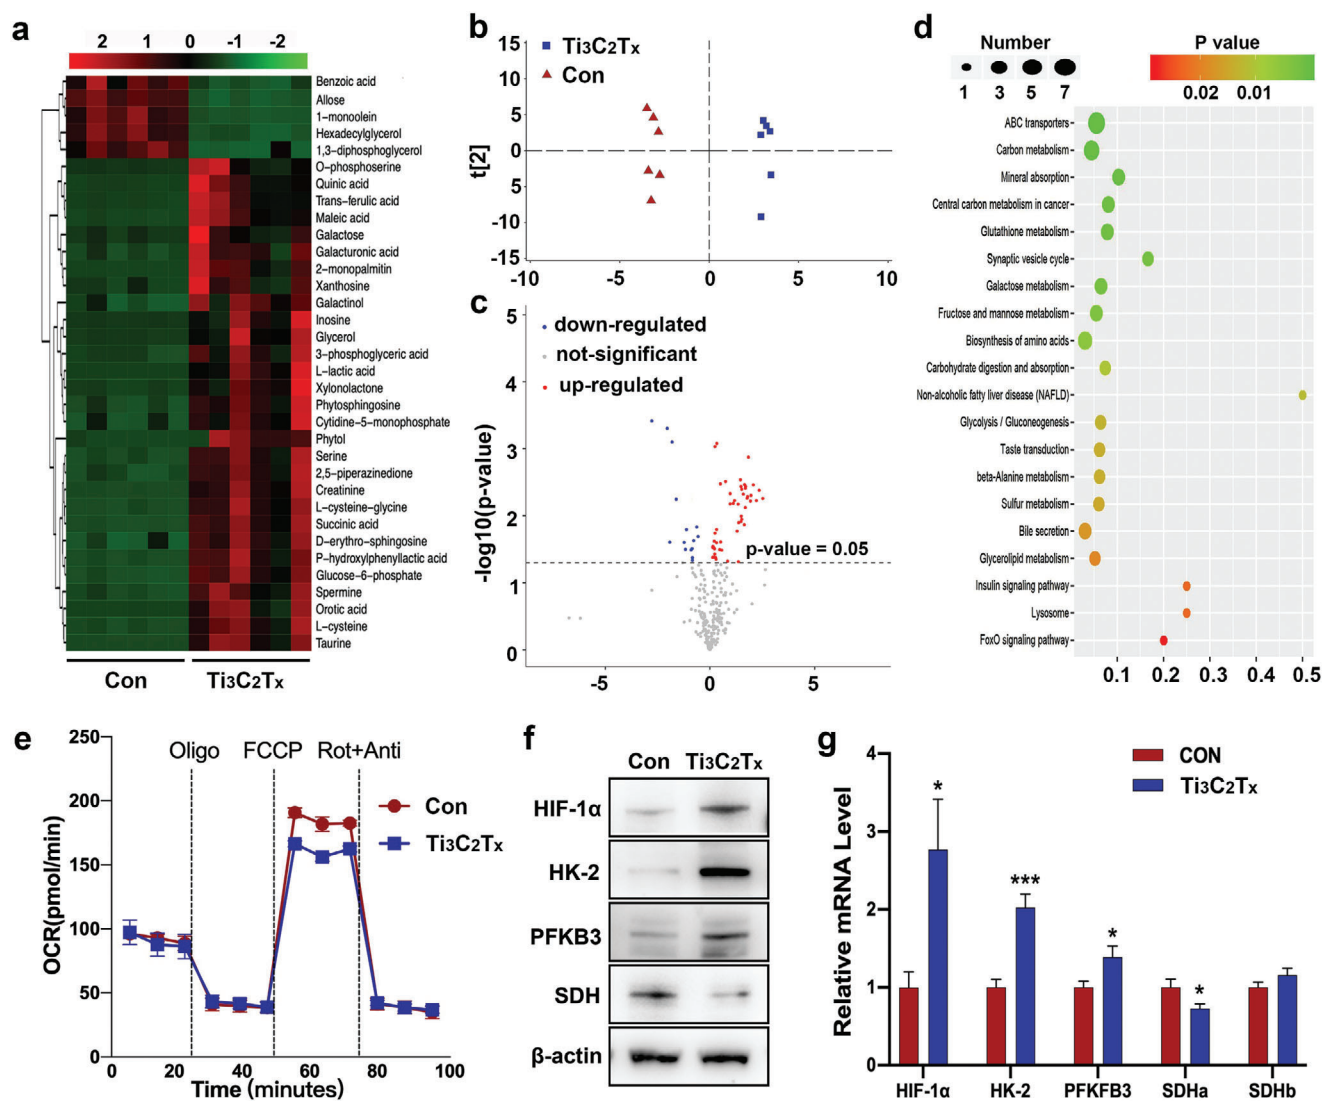 a
2 1 0 -1 -2
Benzoic acid
Allose
1-monoolein
Hexadecylglycerol
1,3-diphosphoglycerol
O-phosphoserine
Quinic acid
Trans-ferulic acid
Maleic acid
Galactose
Galacturonic acid
2-monopalmitin
Xanthosine
Galactinol
Inosine
Glycerol
3-phosphoglyceric acid
L-lactic acid
Xylonolactone
Phytosphingosine
Cytidine-5-monophosphate
Phytol
Serine
2,5-piperazinedione
Creatinine
L-cysteine-glycine
Succinic acid
D-erythro-sphingosine
P-hydroxylphenyllactic acid
Glucose-6-phosphate
Spermine
Orotic acid
L-cysteine
Taurine
Con Ti3C2Tx
b
Ti3C2Tx
Con
t[2]
15
10
5
0
5
-10
-15
-10 -5 0 5 10
c
down-regulated
not-significant
up-regulated
p-value = 0.05
-log10(p-value)
5
4
3
2
1
0
-5 0 5
d
Number
1 3 5 7
P value
0.02 0.01
ABC transporters
Carbon metabolism
Mineral absorption
Central carbon metabolism in cancer
Glutathione metabolism
Synaptic vesicle cycle
Galactose metabolism
Fructose and mannose metabolism
Biosynthesis of amino acids
Carbohydrate digestion and absorption
Non-alcoholic fatty liver disease (NAFLD)
Glycolysis / Gluconeogenesis
Taste transduction
beta-Alanine metabolism
Sulfur metabolism
Bile secretion
Glycerolipid metabolism
Insulin signaling pathway
Lysosome
FoxO signaling pathway
0.1 0.2 0.3 0.4 0.5
e
Oligo FCCP Rot+Anti
Con
Ti3C2Tx
OCR(pmol/min)
250
200
150
100
50
0
0 20 40 60 80 100
Time (minutes)
f
Con Ti3C2Tx
HIF-1α
HK-2
PFKB3
SDH
β-actin
g
CON
Ti3C2Tx
Relative mRNA Level
4
3
2
1
0
* *** * *
HIF-1α HK-2 PFKFB3 SDHa SDHb